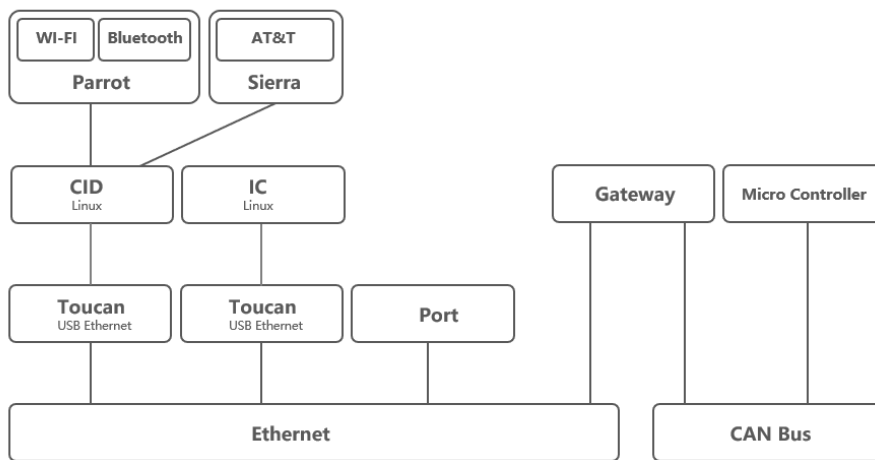 WI-FI
Bluetooth
AT&T
Parrot
Sierra
CID
Linux
IC
Linux
Gateway
Micro Controller
Toucan
USB Ethernet
Toucan
USB Ethernet
Port
Ethernet
CAN Bus